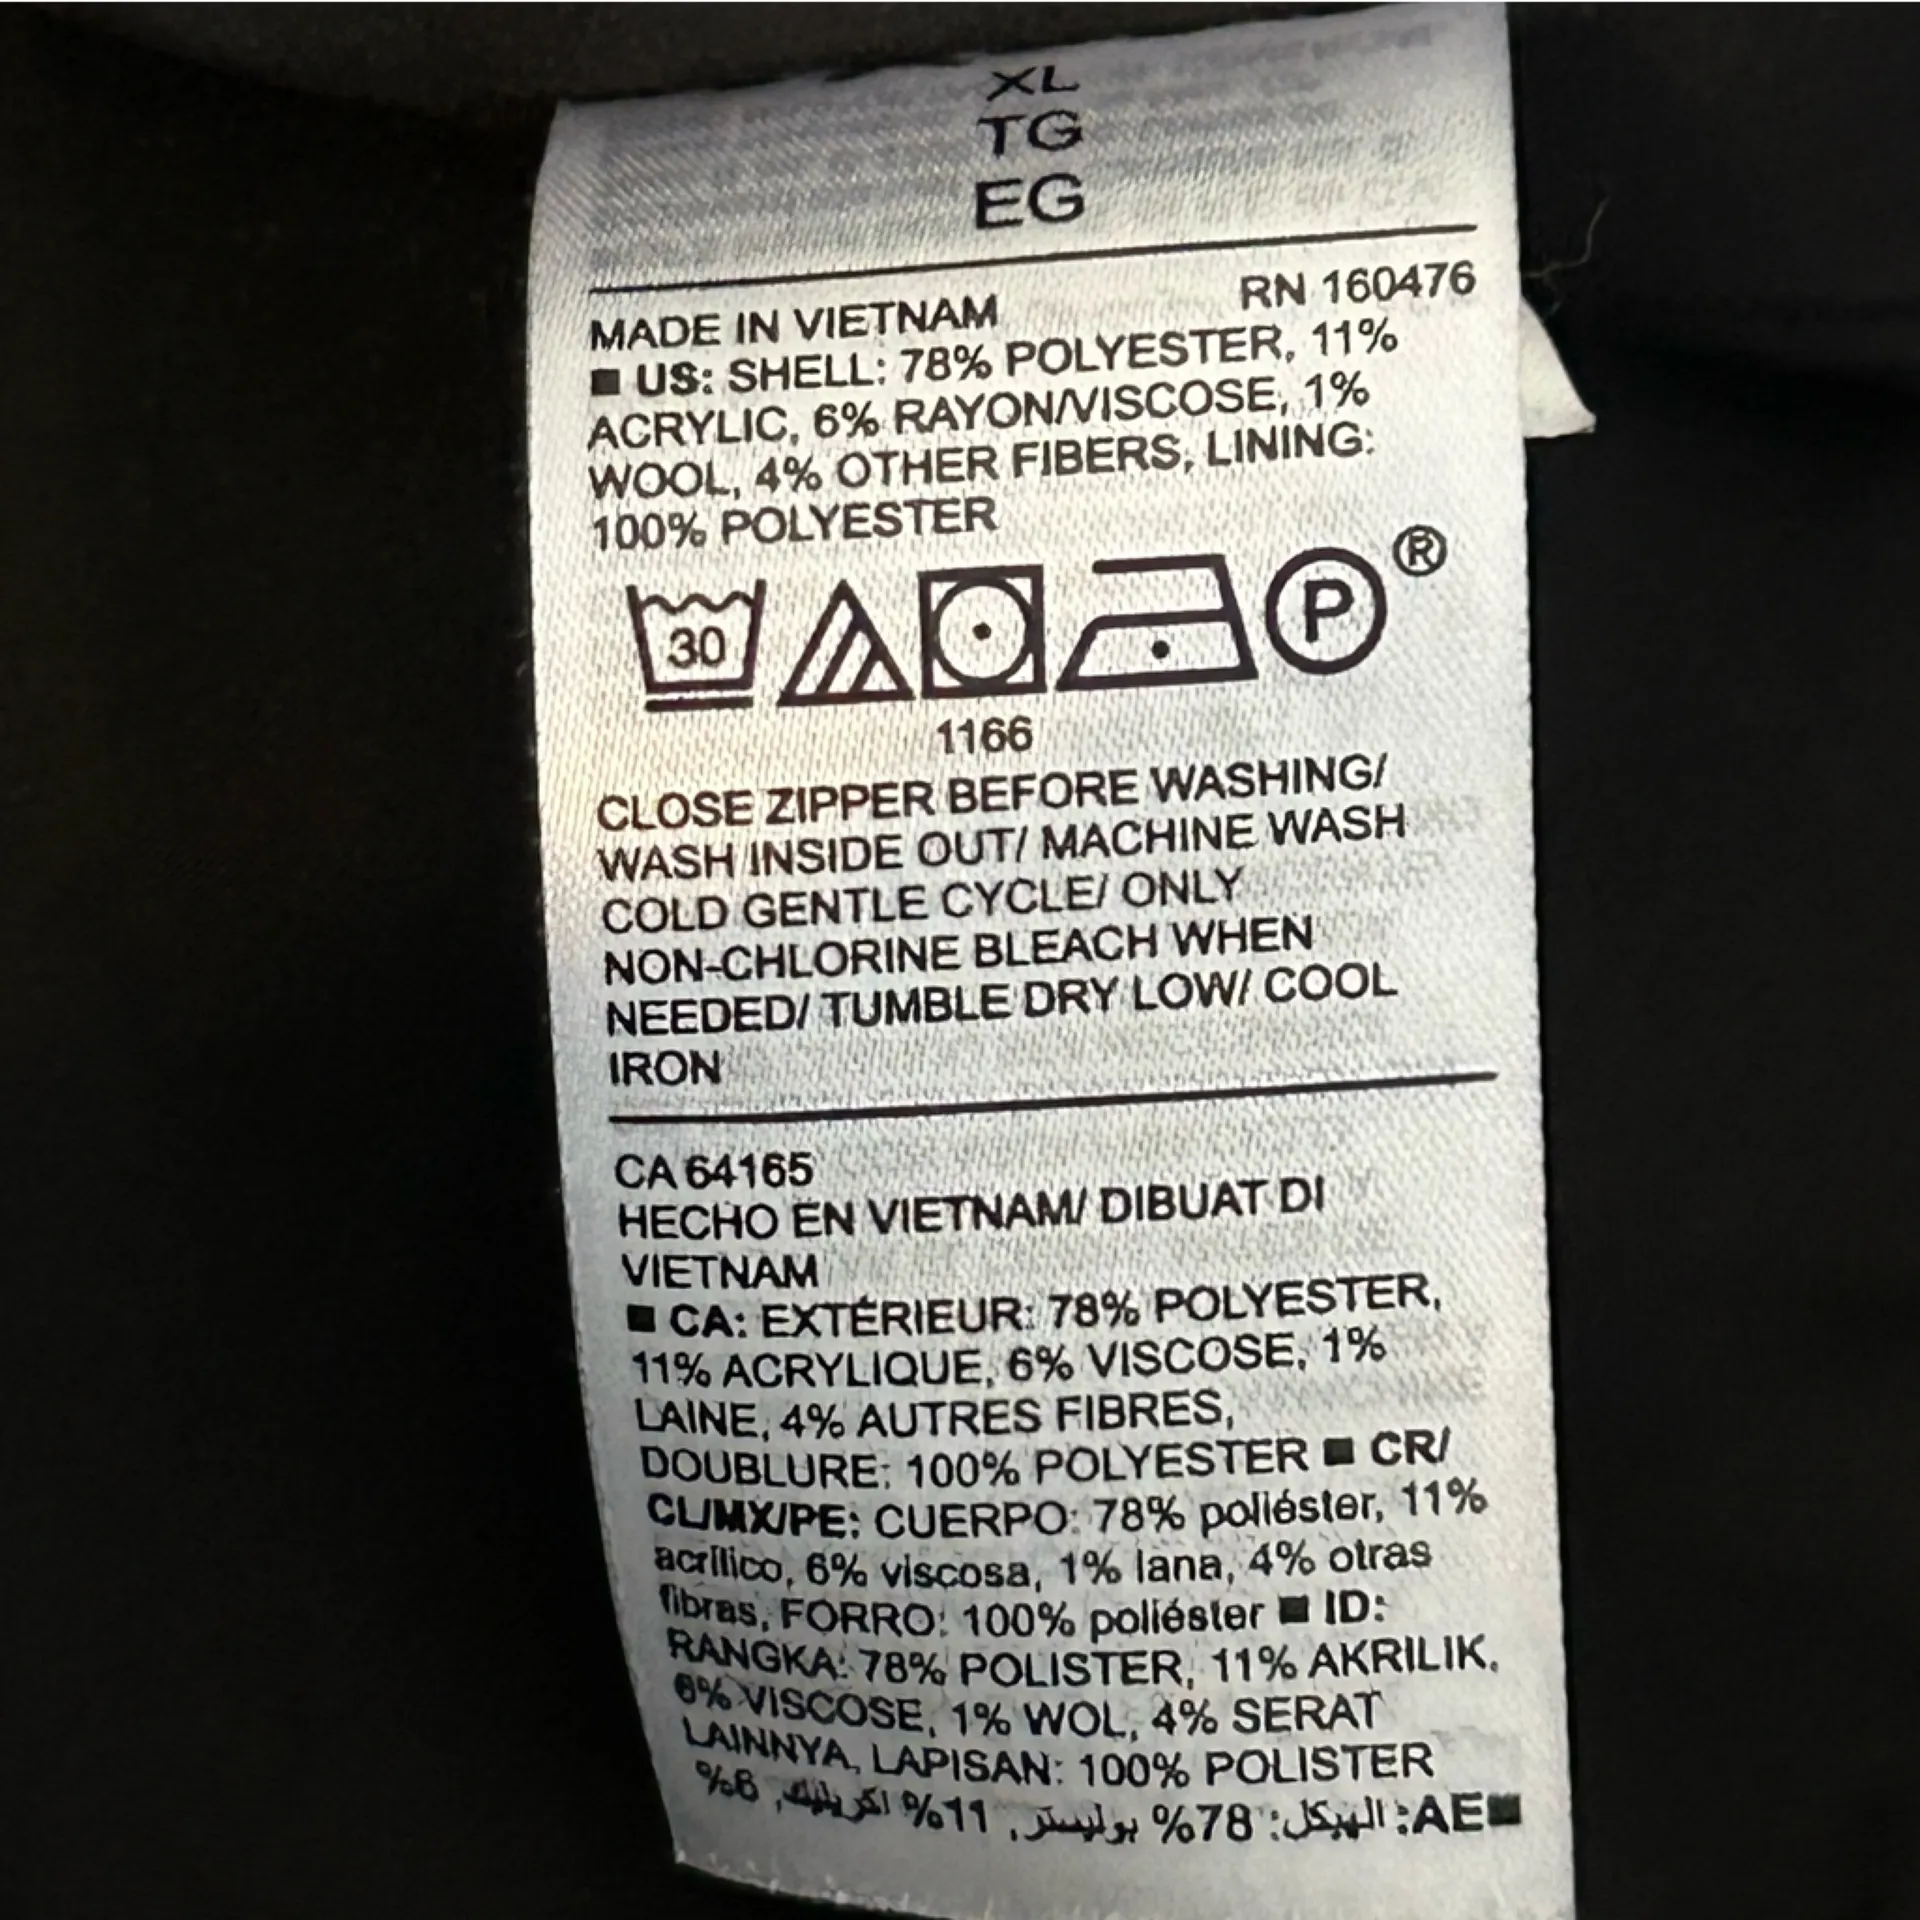 XL
TG
EG
MADE IN VIETNAM RN 160476
■ US: SHELL: 78% POLYESTER, 11%
ACRYLIC, 6% RAYON/VISCOSE, 1%
WOOL, 4% OTHER FIBERS, LINING:
100% POLYESTER
30 P ®
1166
CLOSE ZIPPER BEFORE WASHING/
WASH INSIDE OUT/ MACHINE WASH
COLD GENTLE CYCLE/ ONLY
NON-CHLORINE BLEACH WHEN
NEEDED/ TUMBLE DRY LOW/ COOL
IRON
CA 64165
HECHO EN VIETNAM/ DIBUAT DI
VIETNAM
■ CA: EXTÉRIEUR: 78% POLYESTER,
11% ACRYLIQUE, 6% VISCOSE, 1%
LAINE, 4% AUTRES FIBRES,
DOUBLURE: 100% POLYESTER ■ CR/
CL/MX/PE: CUERPO: 78% poliéster, 11%
acrílico, 6% viscosa, 1% lana, 4% otras
fibras, FORRO: 100% poliéster ■ ID:
RANGKA: 78% POLISTER, 11% AKRILIK,
6% VISCOSE, 1% WOL, 4% SERAT
LAINNYA, LAPISAN: 100% POLISTER
■AE: الهيكل: 78% بوليستر, 11% اكريليك, 6%